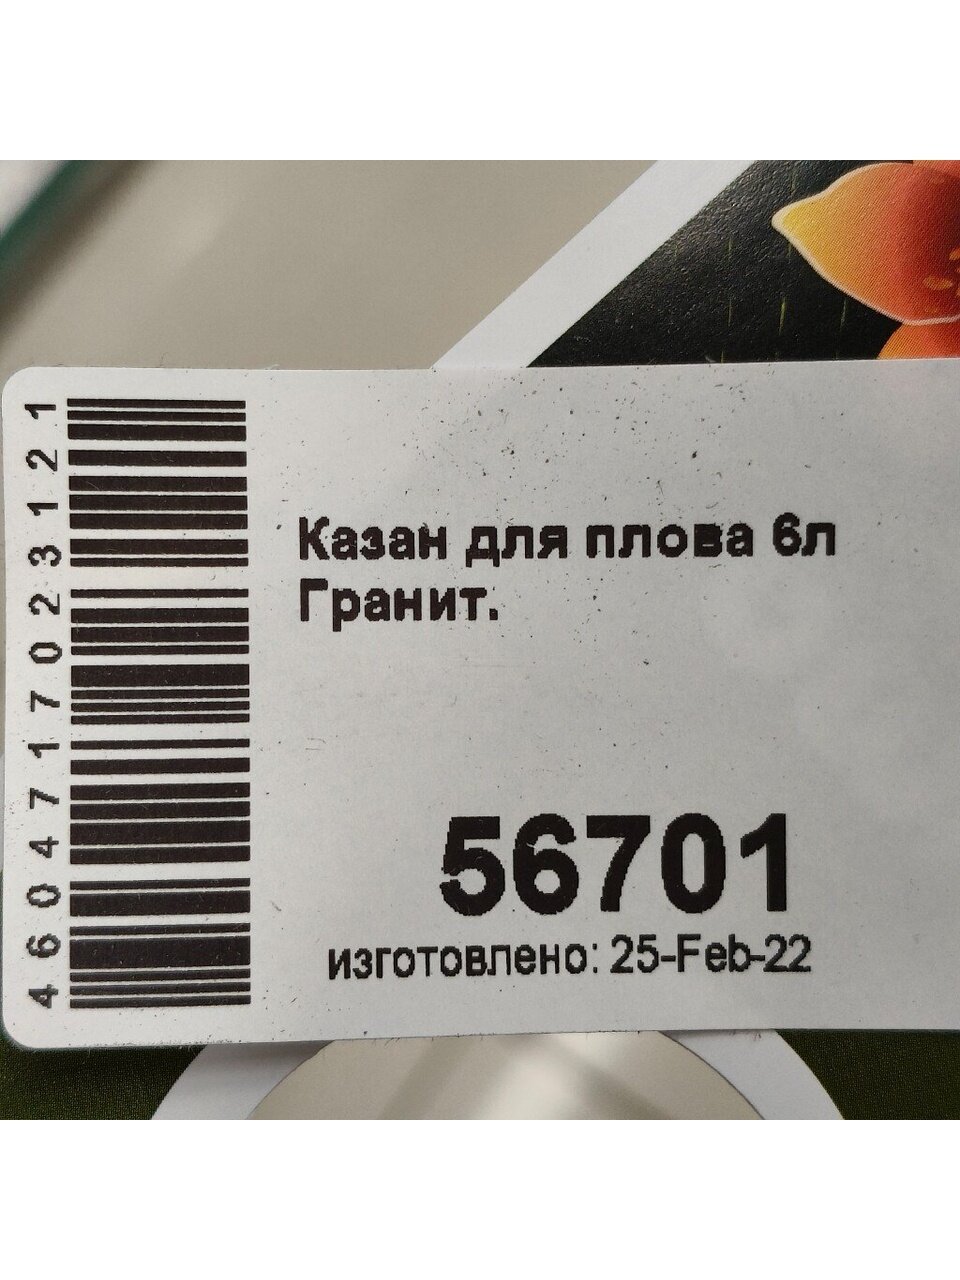 4604717023121
Казан для плова 6л
Гранит.
56701
изготовлено: 25-Feb-22